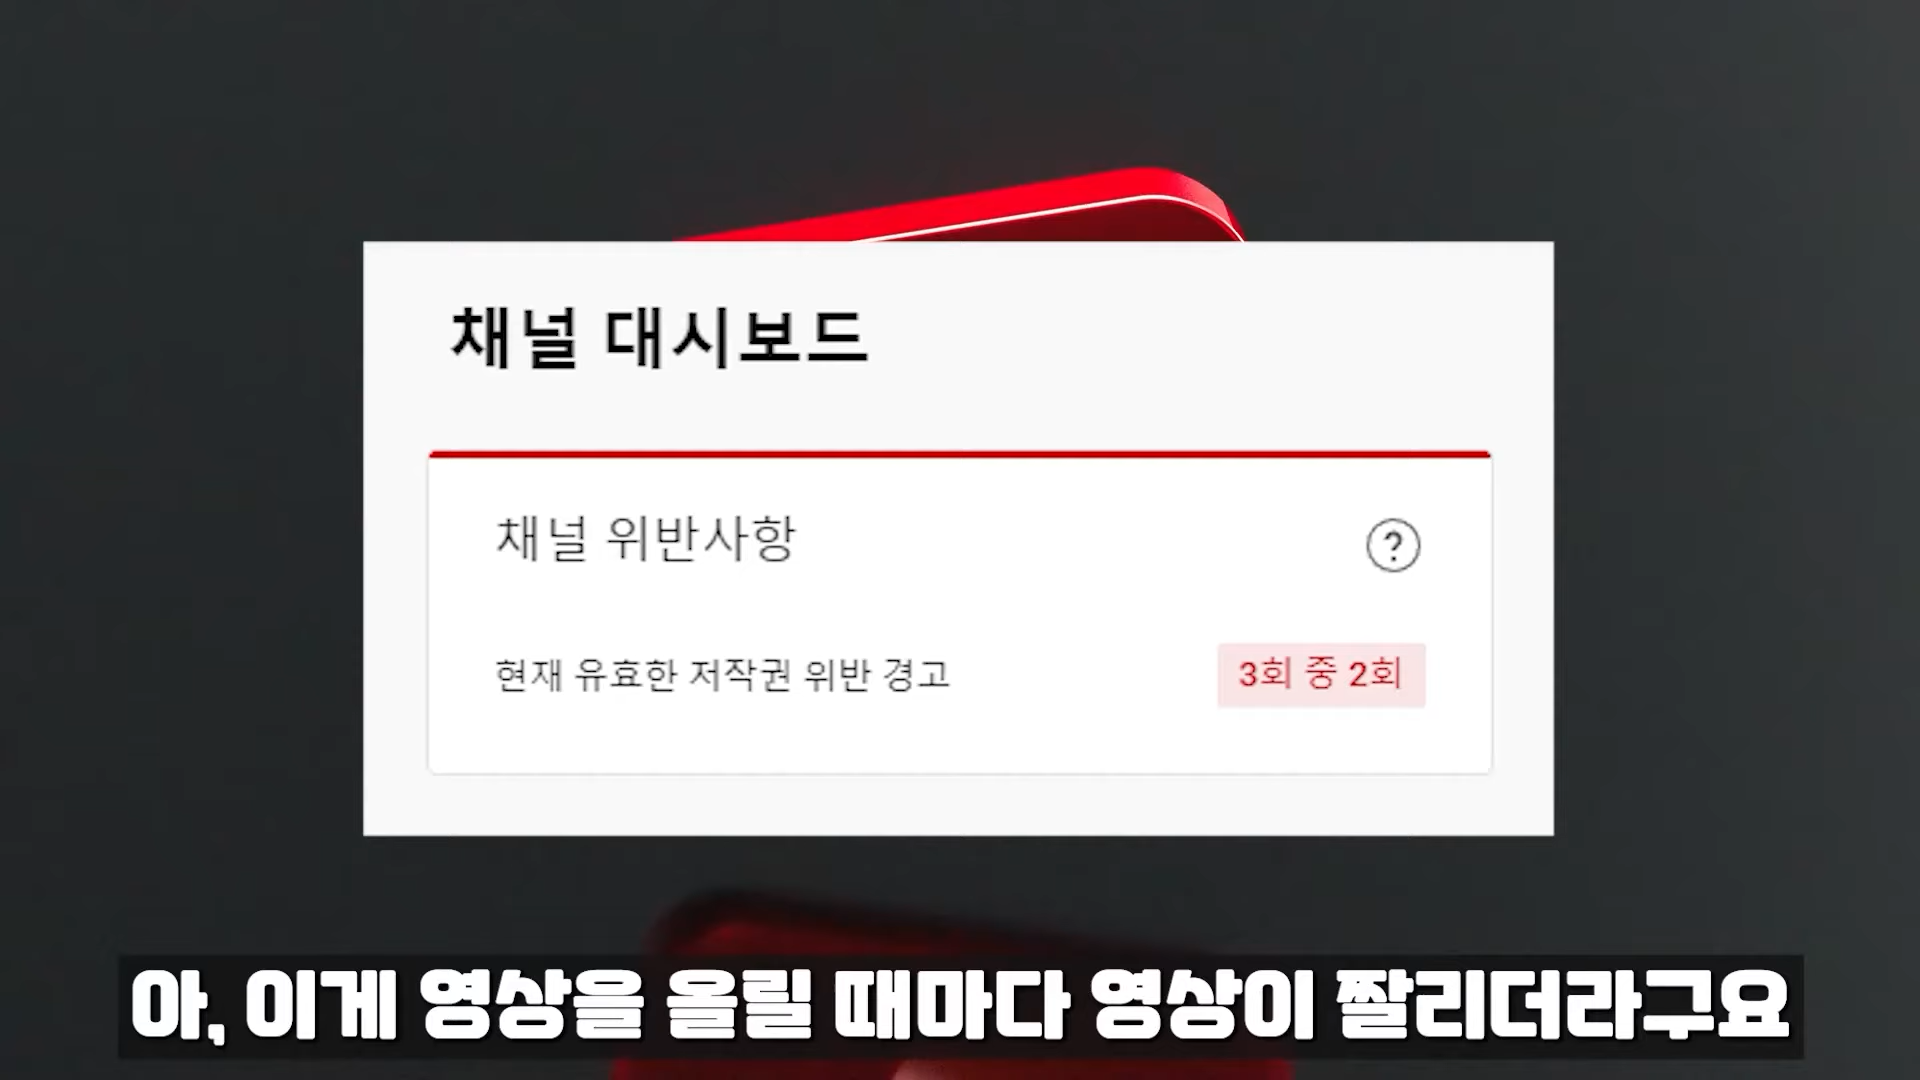 채널 대시보드
채널 위반사항
?
현재 유효한 저작권 위반 경고
3회 중 2회
아, 이게 영상을 올릴 때마다 영상이 짤리더라구요